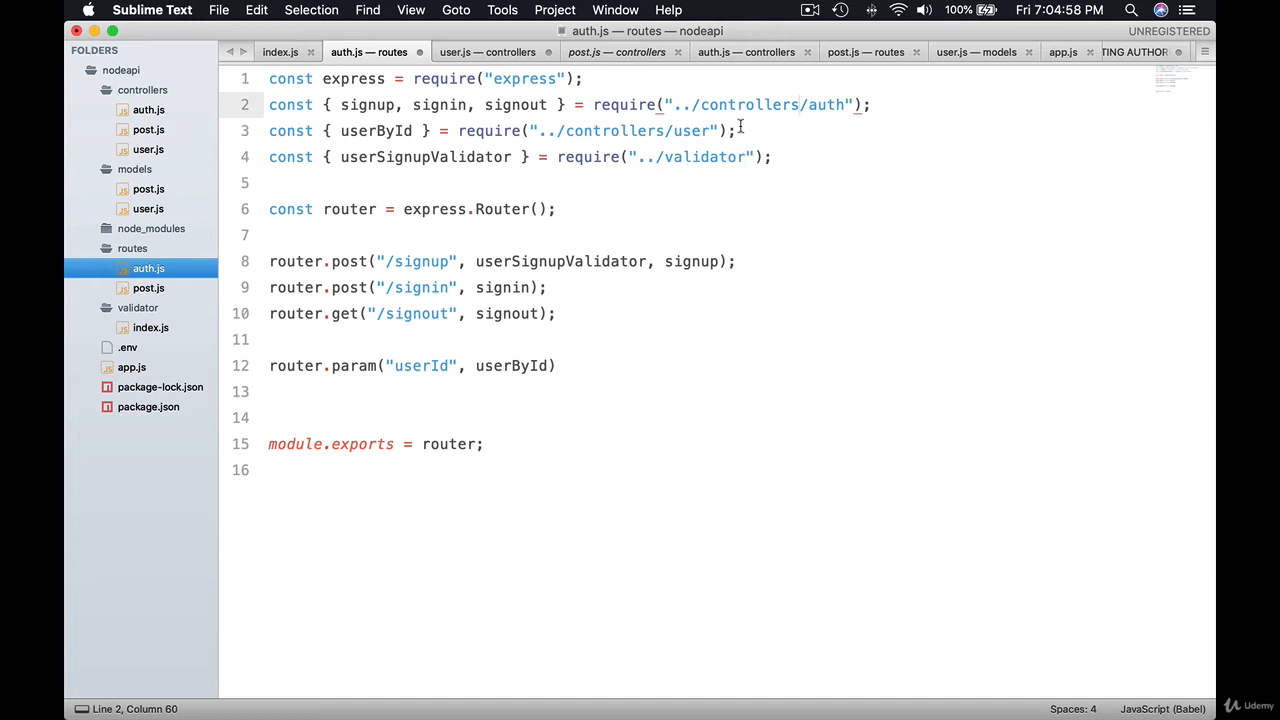 Sublime Text File Edit Selection Find View Goto Tools Project Window Help 100% Fri 7:04:58 PM
auth.js — routes — nodeapi UNREGISTERED
FOLDERS
nodeapi
controllers
auth.js
post.js
user.js
models
post.js
user.js
node_modules
routes
auth.js
post.js
validator
index.js
.env
app.js
package-lock.json
package.json
index.js auth.js — routes user.js — controllers post.js — controllers auth.js — controllers post.js — routes user.js — models app.js TING AUTHOR
1 const express = require("express");
2 const { signup, signin, signout } = require("../controllers/auth");
3 const { userById } = require("../controllers/user");
4 const { userSignupValidator } = require("../validator");
5
6 const router = express.Router();
7
8 router.post("/signup", userSignupValidator, signup);
9 router.post("/signin", signin);
10 router.get("/signout", signout);
11
12 router.param("userId", userById)
13
14
15 module.exports = router;
16
Line 2, Column 60 Spaces: 4 JavaScript (Babel)
Udemy